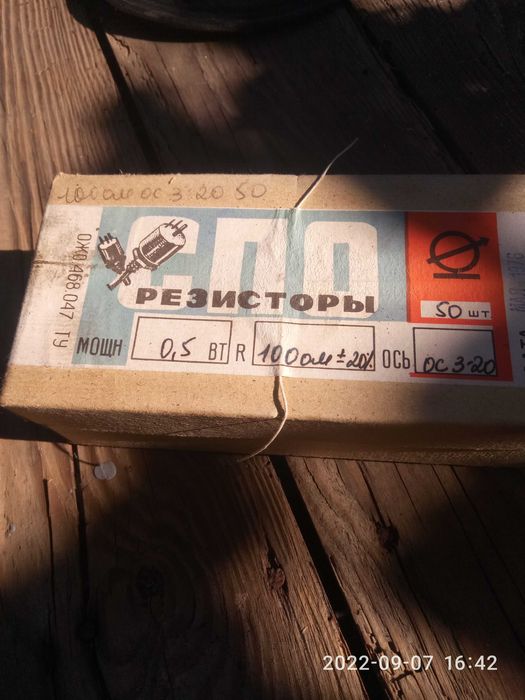 100 ом ос 3-20 50
ОЖ0.468.047 ТУ
СПО
РЕЗИСТОРЫ
50 шт
МОЩН 0,5 ВТ R 100 ом ± 20% ОСЬ ОС 3-20
2022-09-07 16:42